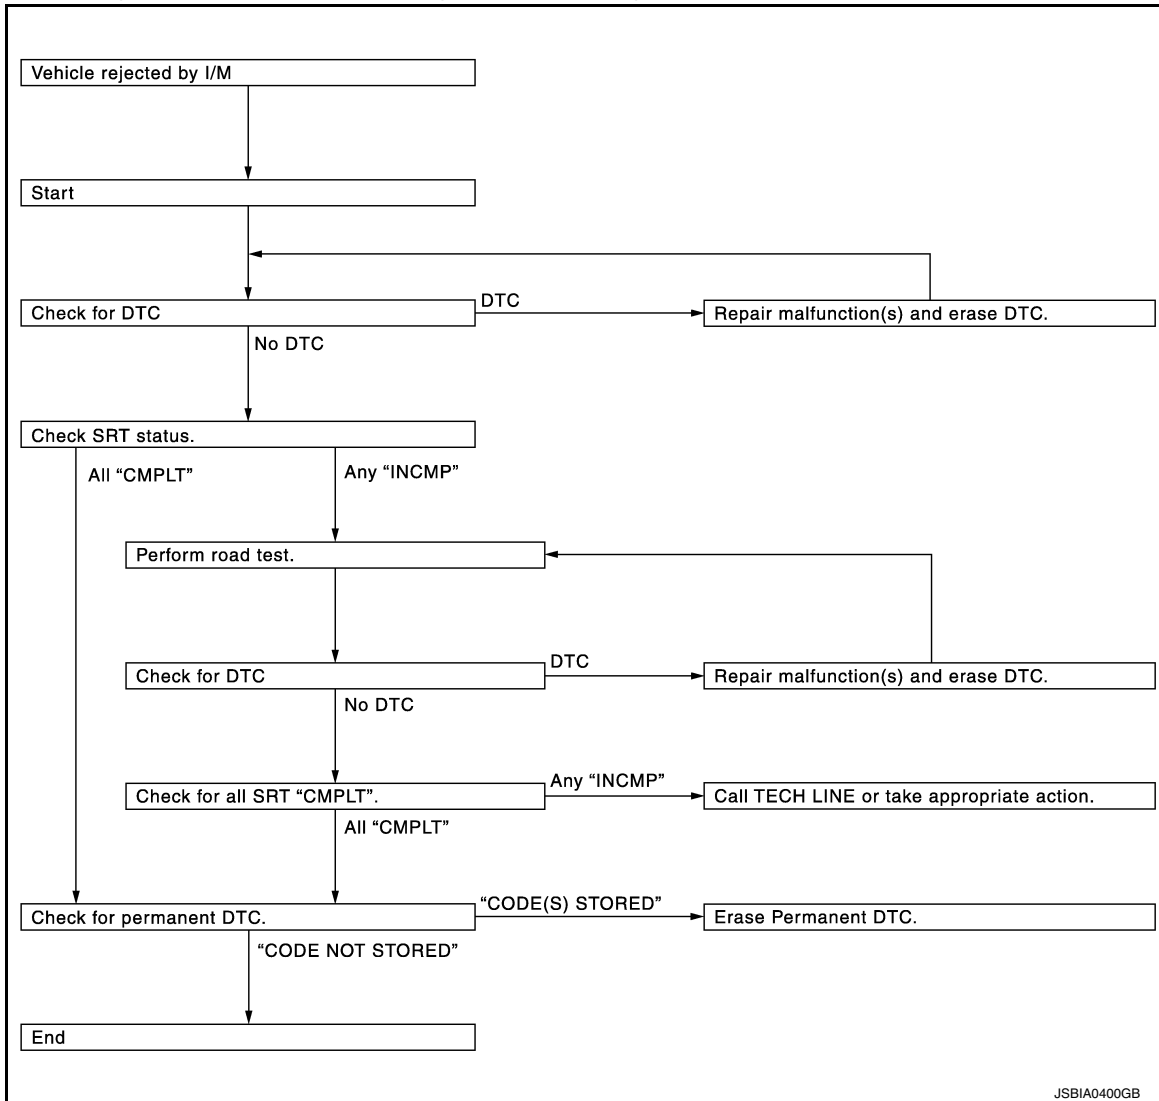 Vehicle rejected by I/M
Start
Check for DTC
DTC
Repair malfunction(s) and erase DTC.
No DTC
Check SRT status.
All “CMPLT”
Any “INCMP”
Perform road test.
Check for DTC
DTC
Repair malfunction(s) and erase DTC.
No DTC
Check for all SRT “CMPLT”.
Any “INCMP”
Call TECH LINE or take appropriate action.
All “CMPLT”
Check for permanent DTC.
“CODE(S) STORED”
Erase Permanent DTC.
“CODE NOT STORED”
End
JSBIA0400GB